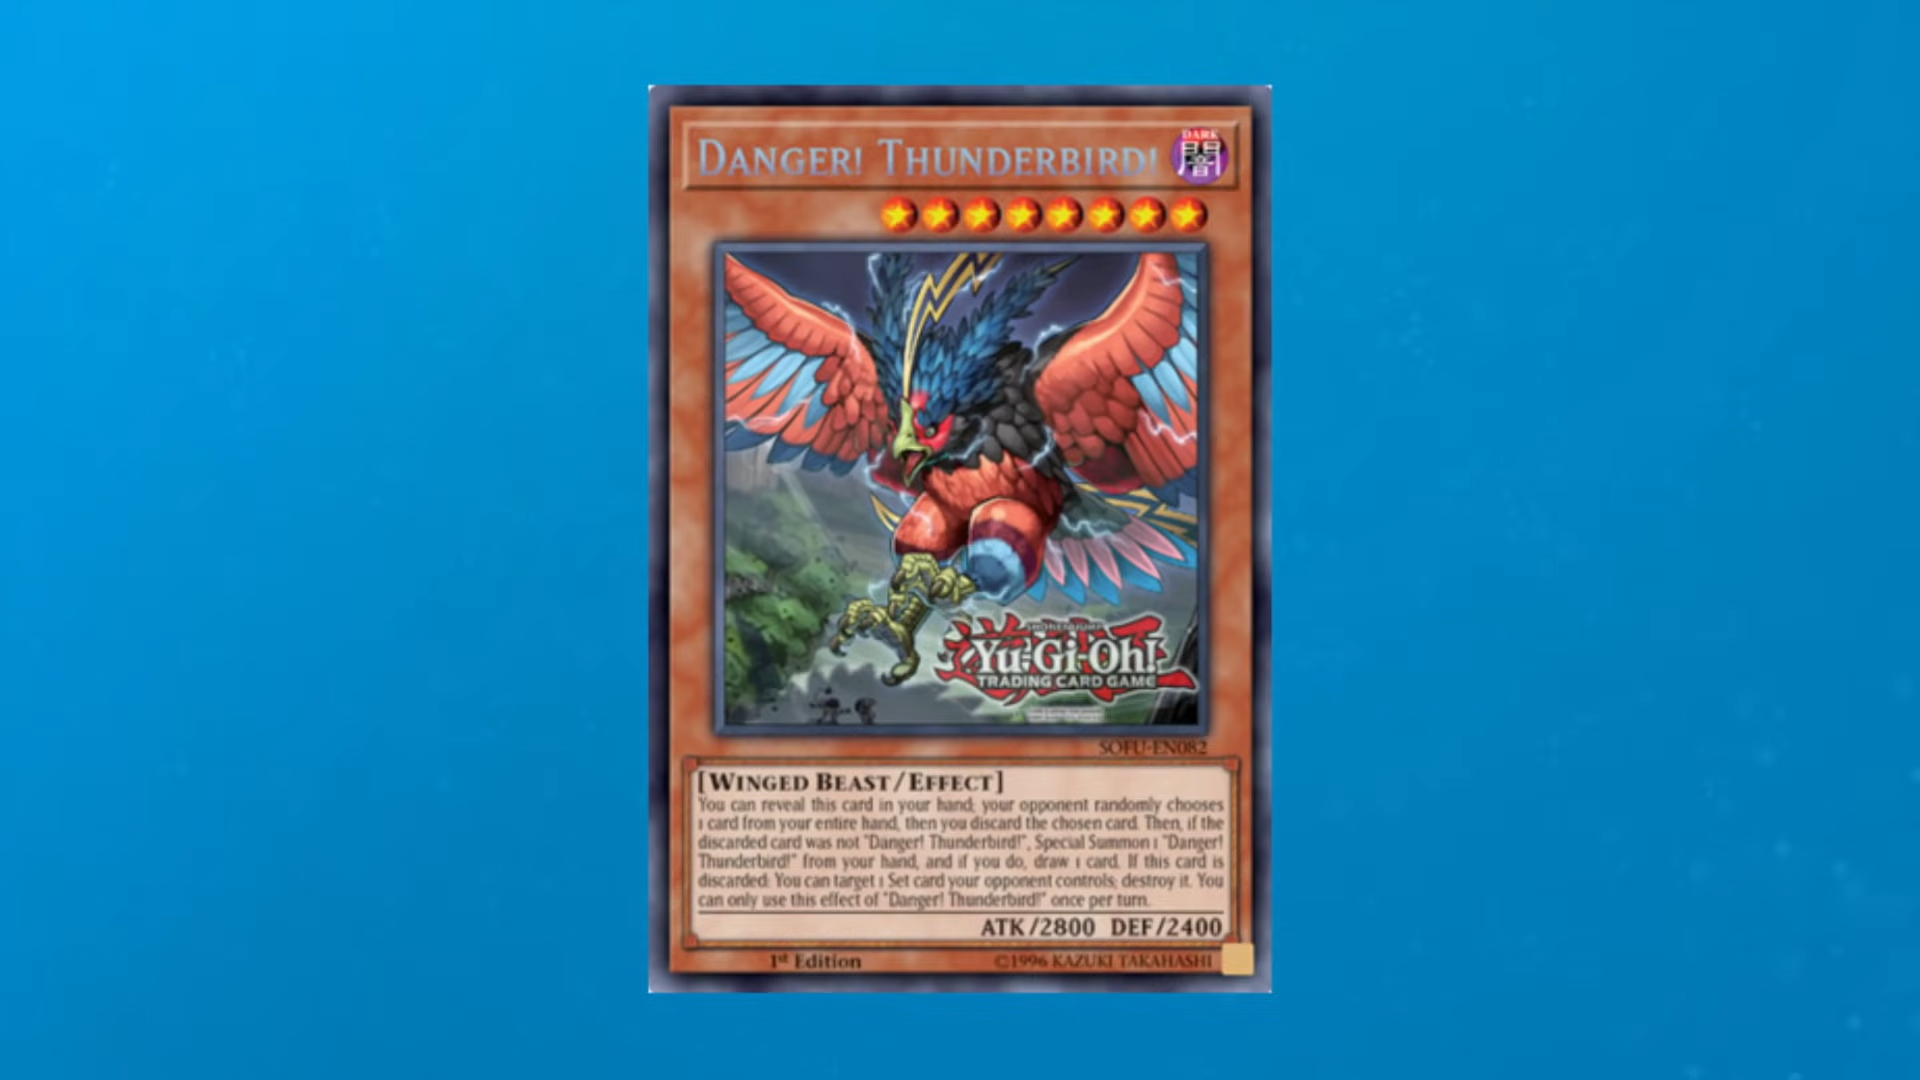 DANGER! THUNDERBIRD!
DARK
闇
Yu-Gi-Oh!
TRADING CARD GAME
SOFU-EN082
[WINGED BEAST/EFFECT]
You can reveal this card in your hand; your opponent randomly chooses
1 card from your entire hand, then you discard the chosen card. Then, if the
discarded card was not "Danger! Thunderbird!", Special Summon 1 "Danger!
Thunderbird!" from your hand, and if you do, draw 1 card. If this card is
discarded: You can target 1 Set card your opponent controls; destroy it. You
can only use this effect of "Danger! Thunderbird!" once per turn.
ATK/2800 DEF/2400
1st Edition
©1996 KAZUKI TAKAHASHI